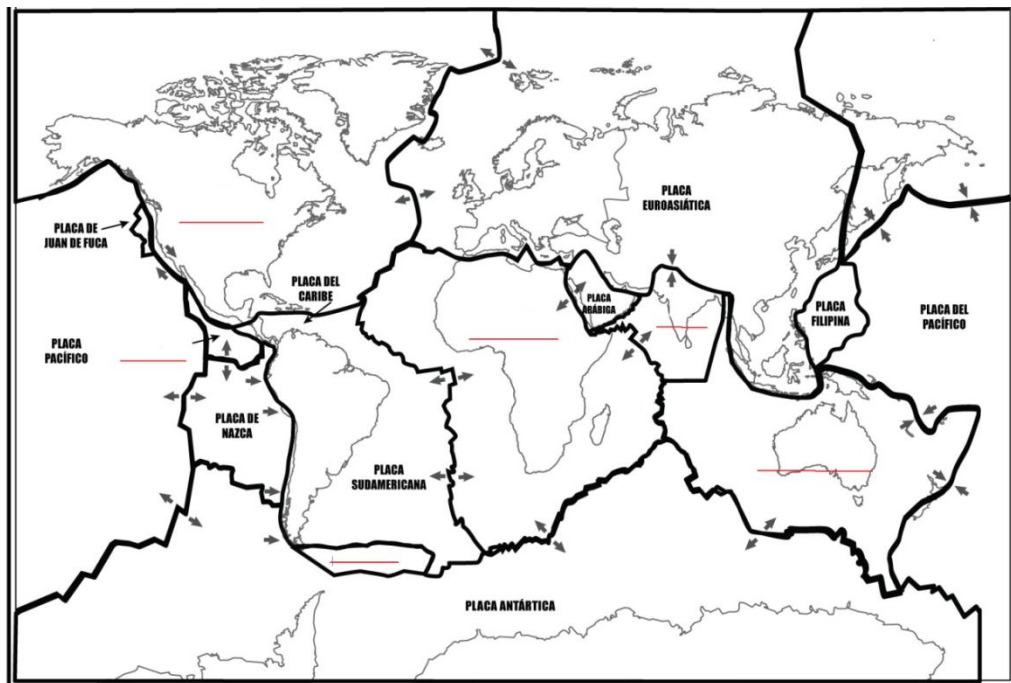 PLACA
EUROASIÁTICA
PLACA DE
JUAN DE FUCA
PLACA DEL
CARIBE
PLACA
ARÁBIGA
PLACA
FILIPINA
PLACA DEL
PACÍFICO
PLACA
PACÍFICO
PLACA DE
NAZCA
PLACA
SUDAMERICANA
PLACA ANTÁRTICA